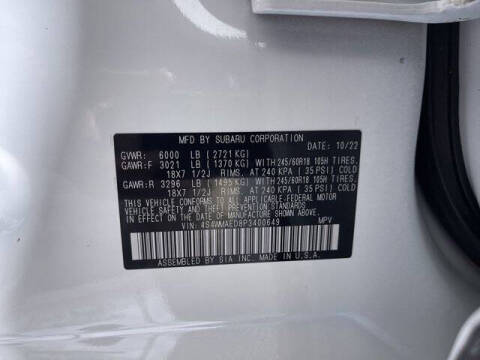 MFD BY SUBARU CORPORATION
DATE: 10/22
GVWR: 6000 LB (2721 KG)
GAWR:F 3021 LB (1370 KG) WITH 245/60R18 105H TIRES.
18X7 1/2J RIMS. AT 240 KPA (35 PSI) COLD
GAWR:R 3296 LB (1495 KG) WITH 245/60R18 105H TIRES.
18X7 1/2J RIMS. AT 240 KPA (35 PSI) COLD
THIS VEHICLE CONFORMS TO ALL APPLICABLE FEDERAL MOTOR
VEHICLE SAFETY AND THEFT PREVENTION STANDARDS IN
EFFECT ON THE DATE OF MANUFACTURE SHOWN ABOVE.
VIN: 4S4WMAED8P3400649 MPV
ASSEMBLED BY SIA INC. MADE IN U.S.A.